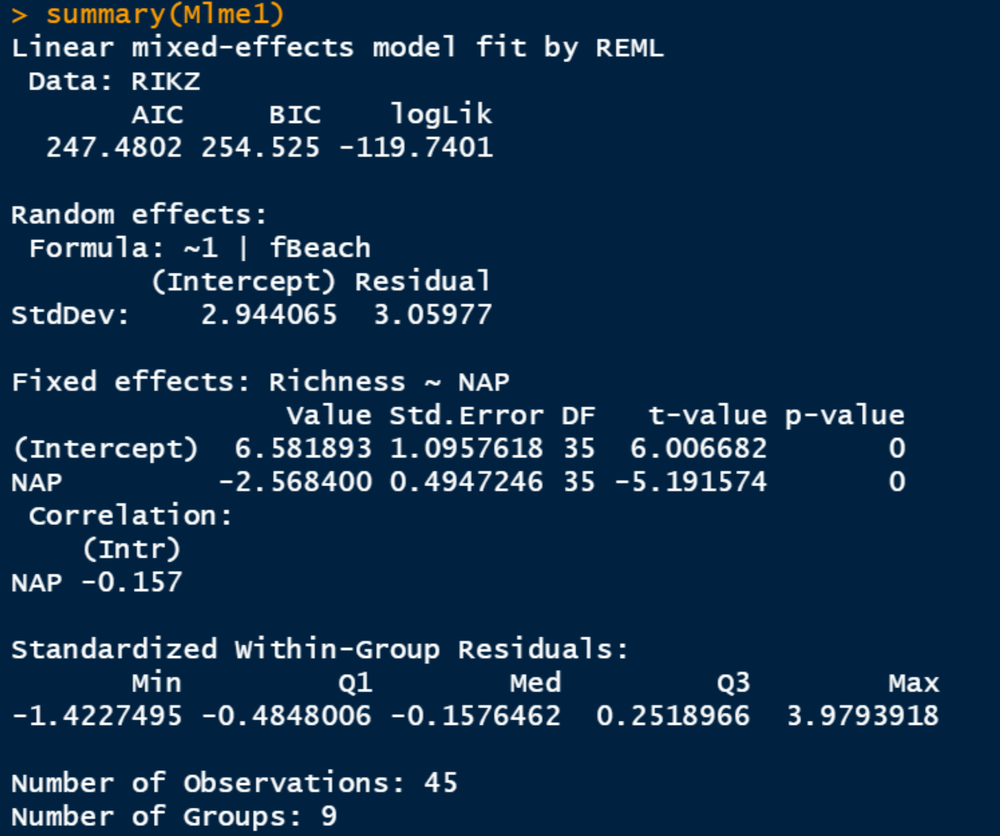 > summary(Mlme1)
Linear mixed-effects model fit by REML
 Data: RIKZ
       AIC     BIC    logLik
  247.4802 254.525 -119.7401

Random effects:
 Formula: ~1 | fBeach
        (Intercept) Residual
StdDev:    2.944065  3.05977

Fixed effects: Richness ~ NAP
                Value Std.Error DF   t-value p-value
(Intercept)  6.581893 1.0957618 35  6.006682       0
NAP         -2.568400 0.4947246 35 -5.191574       0
 Correlation:
    (Intr)
NAP -0.157

Standardized Within-Group Residuals:
       Min         Q1        Med         Q3        Max
-1.4227495 -0.4848006 -0.1576462  0.2518966  3.9793918

Number of Observations: 45
Number of Groups: 9